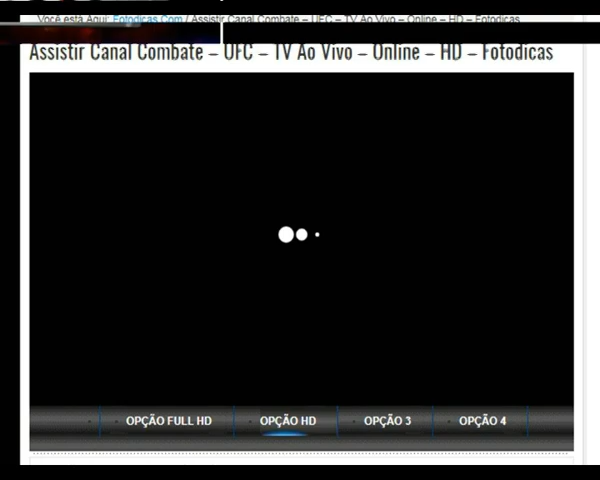 Você está Aqui: Fotodicas.Com / Assistir Canal Combate – UFC – TV Ao Vivo – Online – HD – Fotodicas
Assistir Canal Combate – UFC – TV Ao Vivo – Online – HD – Fotodicas
OPÇÃO FULL HD OPÇÃO HD OPÇÃO 3 OPÇÃO 4